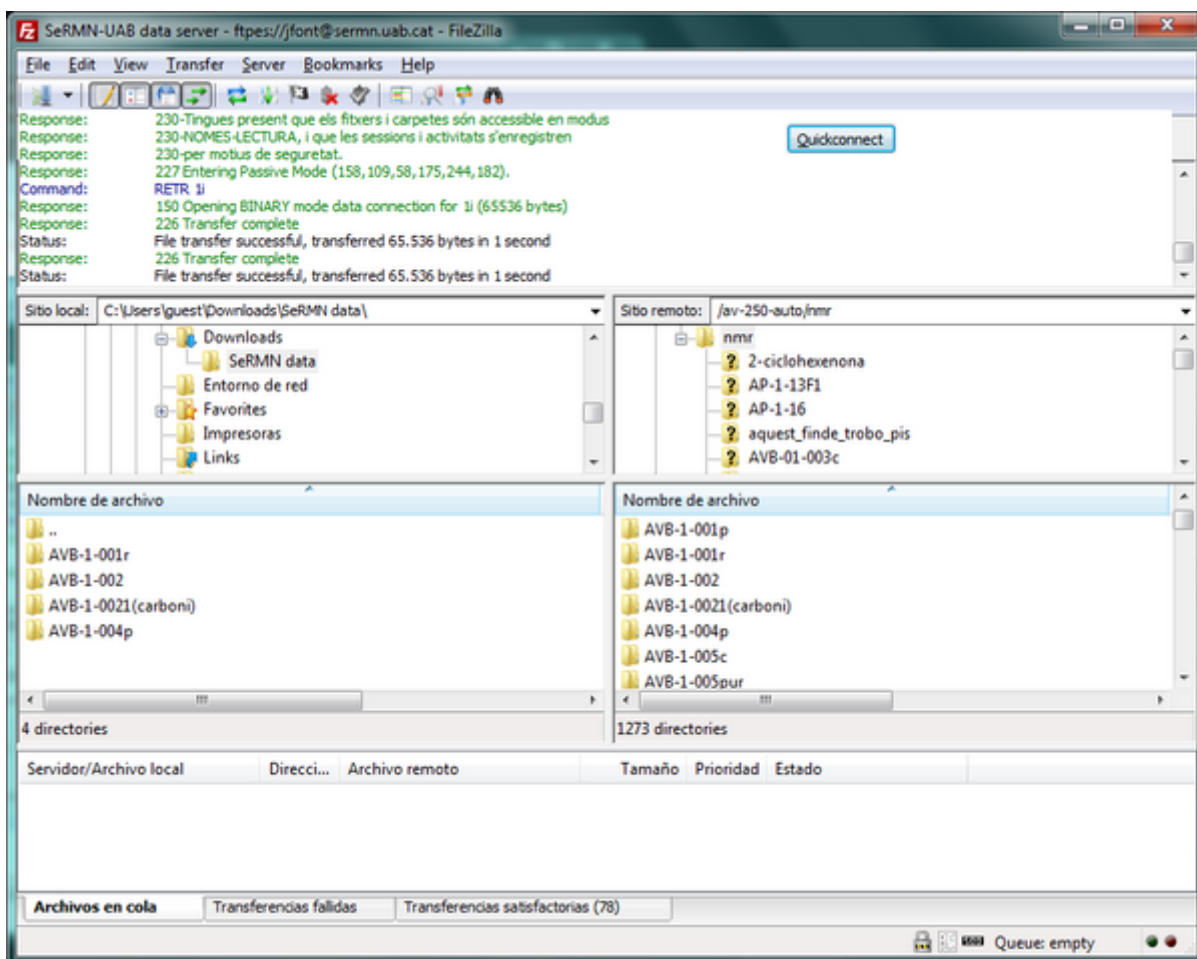 SeRMN-UAB data server - ftpes://jfont@sermn.uab.cat - FileZilla
File Edit View Transfer Server Bookmarks Help
Response: 230-Tingues present que els fitxers i carpetes són accessible en modus
Response: 230-NOMES-LECTURA, i que les sessions i activitats s'enregistren
Response: 230-per motius de seguretat.
Response: 227 Entering Passive Mode (158,109,58,175,244,182).
Command: RETR 1i
Response: 150 Opening BINARY mode data connection for 1i (65536 bytes)
Response: 226 Transfer complete
Status: File transfer successful, transferred 65.536 bytes in 1 second
Response: 226 Transfer complete
Status: File transfer successful, transferred 65.536 bytes in 1 second
Quickconnect
Sitio local: C:\Users\guest\Downloads\SeRMN data\
Downloads
SeRMN data
Entorno de red
Favorites
Impresoras
Links
Sitio remoto: /av-250-auto/nmr
nmr
2-ciclohexenona
AP-1-13F1
AP-1-16
aquest_finde_trobo_pis
AVB-01-003c
Nombre de archivo
..
AVB-1-001r
AVB-1-002
AVB-1-0021(carboni)
AVB-1-004p
4 directories
Nombre de archivo
AVB-1-001p
AVB-1-001r
AVB-1-002
AVB-1-0021(carboni)
AVB-1-004p
AVB-1-005c
AVB-1-005pur
1273 directories
Servidor/Archivo local Direcci... Archivo remoto Tamaño Prioridad Estado
Archivos en cola Transferencias fallidas Transferencias satisfactorias (78)
Queue: empty